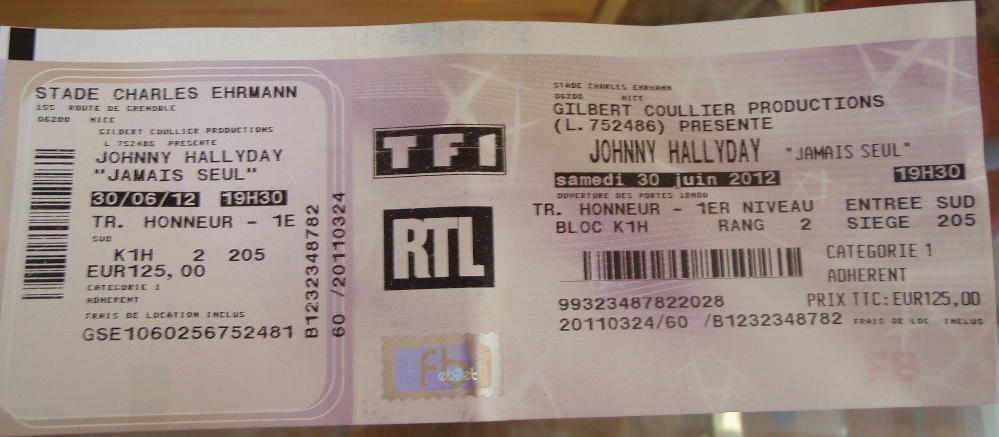 STADE CHARLES EHRMANN
155 ROUTE DE GRENOBLE
06200 NICE
GILBERT COULLIER PRODUCTIONS
L 752486 PRESENTE
JOHNNY HALLYDAY
"JAMAIS SEUL"
30/06/12 19H30
TR. HONNEUR - 1E
SUD
K1H 2 205
EUR125,00
CATEGORIE 1
ADHERENT
FRAIS DE LOCATION INCLUS
GSE1060256752481
B1232348782
60 /20110324
TF1
RTL
fb
ebillet
STADE CHARLES EHRMANN
06200 NICE
GILBERT COULLIER PRODUCTIONS
(L.752486) PRESENTE
JOHNNY HALLYDAY "JAMAIS SEUL"
samedi 30 juin 2012 19H30
OUVERTURE DES PORTES
TR. HONNEUR - 1ER NIVEAU ENTREE SUD
BLOC K1H RANG 2 SIEGE 205
CATEGORIE 1
ADHERENT
99323487822028 PRIX TTC:EUR125,00
20110324/60 /B1232348782 FRAIS DE LOC INCLUS
FB